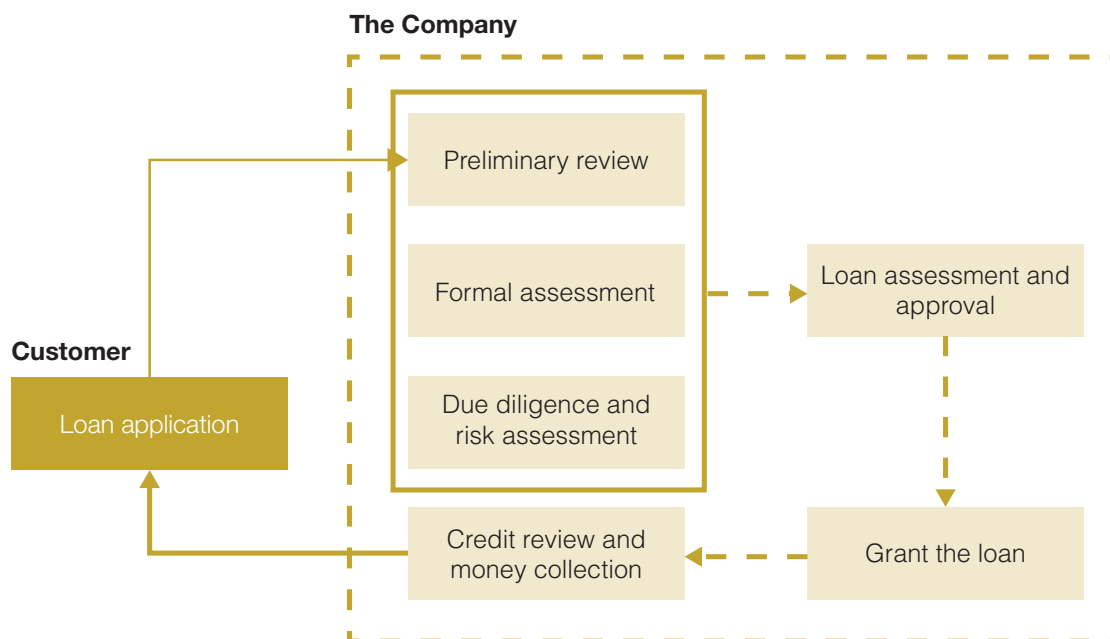 The Company
Preliminary review
Formal assessment
Loan assessment and
approval
Customer
Loan application
Due diligence and
risk assessment
Credit review and
money collection
Grant the loan